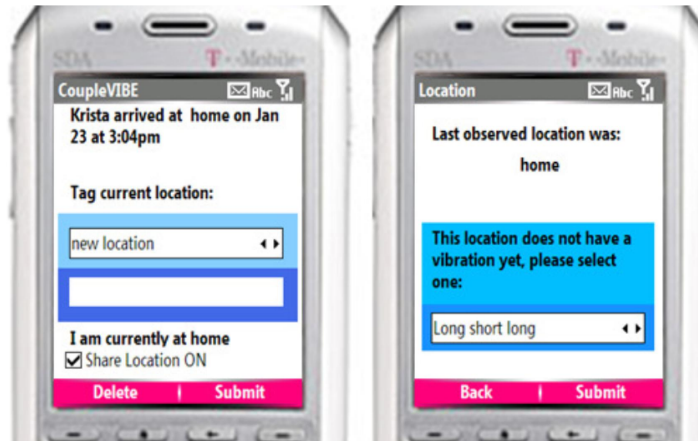 SDA
T · · Mobile ·
CoupleVIBE
Abc
Krista arrived at home on Jan
23 at 3:04pm
Tag current location:
new location
I am currently at home
Share Location ON
Delete
Submit
SDA
T · · Mobile ·
Location
Abc
Last observed location was:
home
This location does not have a
vibration yet, please select
one:
Long short long
Back
Submit